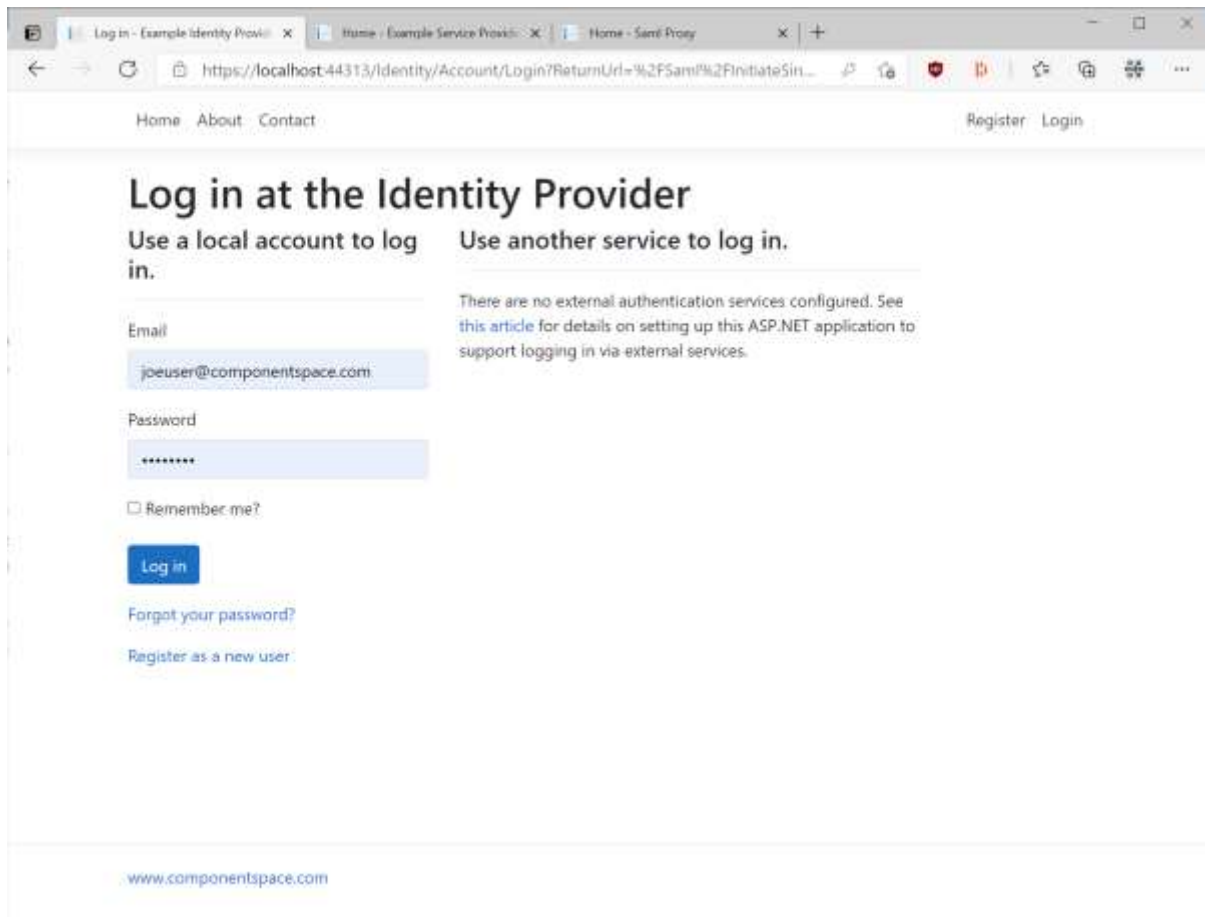 Log in - Example Identity Provi
Home - Example Service Provi
Home - Saml Proxy
https://localhost:44313/Identity/Account/Login?ReturnUrl=%2FSaml%2FInitiateSin...
Home About Contact
Register Login
Log in at the Identity Provider
Use a local account to log
in.
Email
joeuser@componentspace.com
Password
••••••••
Remember me?
Log in
Forgot your password?
Register as a new user
Use another service to log in.
There are no external authentication services configured. See
this article for details on setting up this ASP.NET application to
support logging in via external services.
www.componentspace.com